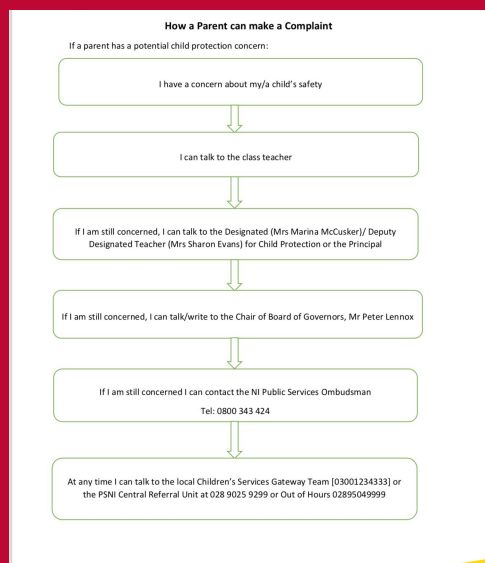 How a Parent can make a Complaint
If a parent has a potential child protection concern:
I have a concern about my/a child's safety
I can talk to the class teacher
If I am still concerned, I can talk to the Designated (Mrs Marina McCusker)/ Deputy
Designated Teacher (Mrs Sharon Evans) for Child Protection or the Principal
If I am still concerned, I can talk/write to the Chair of Board of Governors, Mr Peter Lennox
If I am still concerned I can contact the NI Public Services Ombudsman
Tel: 0800 343 424
At any time I can talk to the local Children's Services Gateway Team [03001234333] or
the PSNI Central Referral Unit at 028 9025 9299 or Out of Hours 02895049999